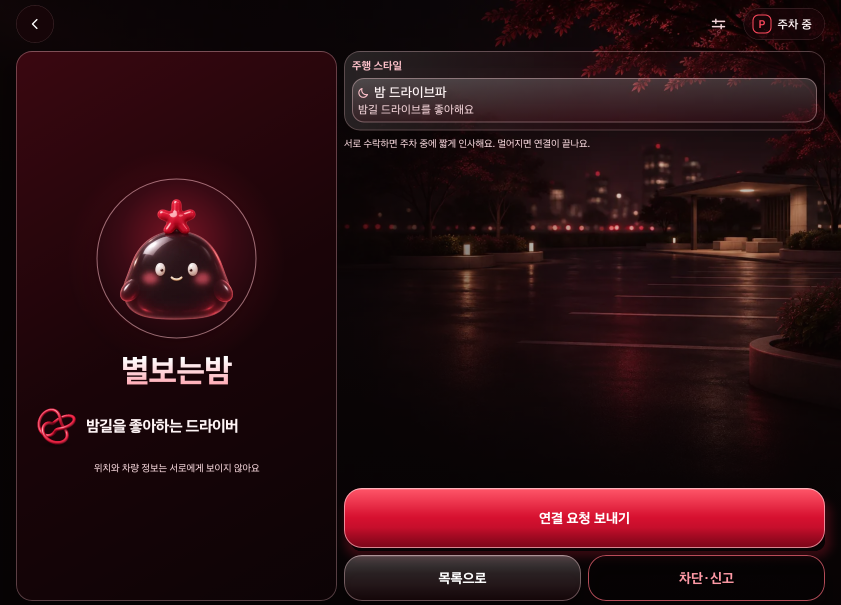 P 주차 중
별보는밤
밤길을 좋아하는 드라이버
위치와 차량 정보는 서로에게 보이지 않아요
주행 스타일
밤 드라이브파
밤길 드라이브를 좋아해요
서로 수락하면 주차 중에 짧게 인사해요. 멀어지면 연결이 끝나요.
연결 요청 보내기
목록으로
차단·신고